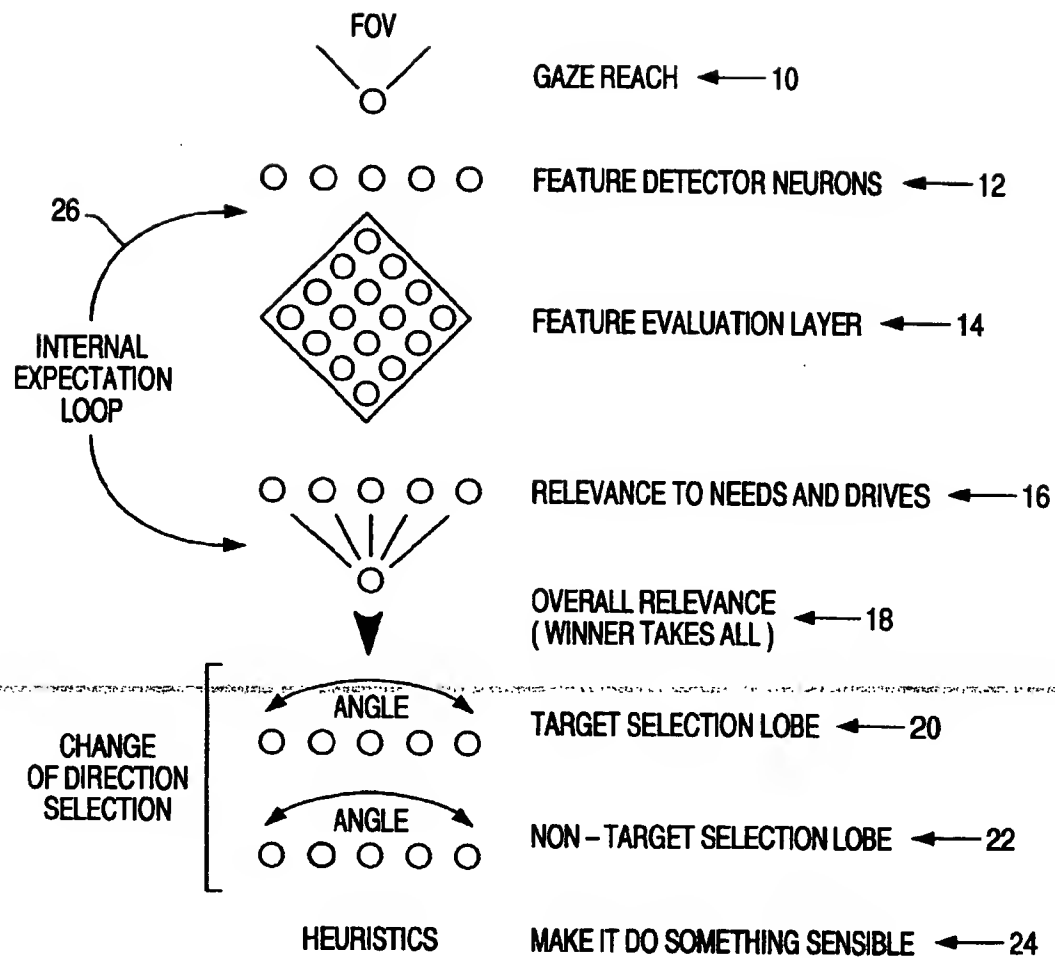 FOV
GAZE REACH 10
FEATURE DETECTOR NEURONS 12
26
FEATURE EVALUATION LAYER 14
INTERNAL
EXPECTATION
LOOP
RELEVANCE TO NEEDS AND DRIVES 16
OVERALL RELEVANCE
( WINNER TAKES ALL ) 18
ANGLE
TARGET SELECTION LOBE 20
CHANGE
OF DIRECTION
SELECTION
ANGLE
NON-TARGET SELECTION LOBE 22
HEURISTICS
MAKE IT DO SOMETHING SENSIBLE 24